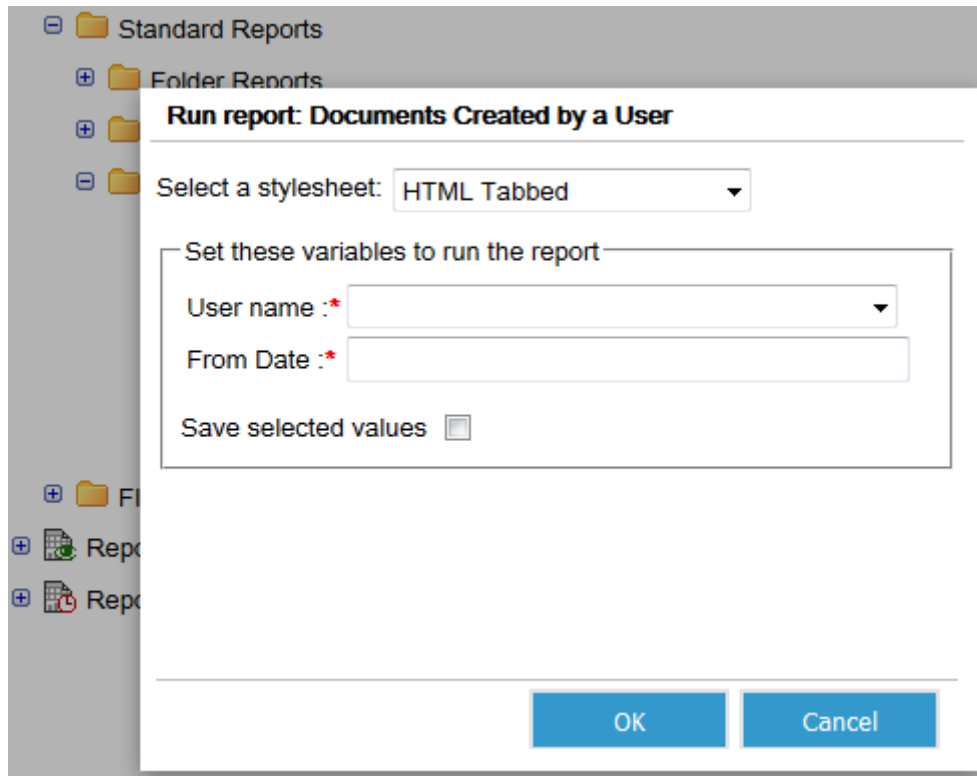 Standard Reports
Folder Reports
Run report: Documents Created by a User
Select a stylesheet: HTML Tabbed
Set these variables to run the report
User name :*
From Date :*
Save selected values
OK Cancel